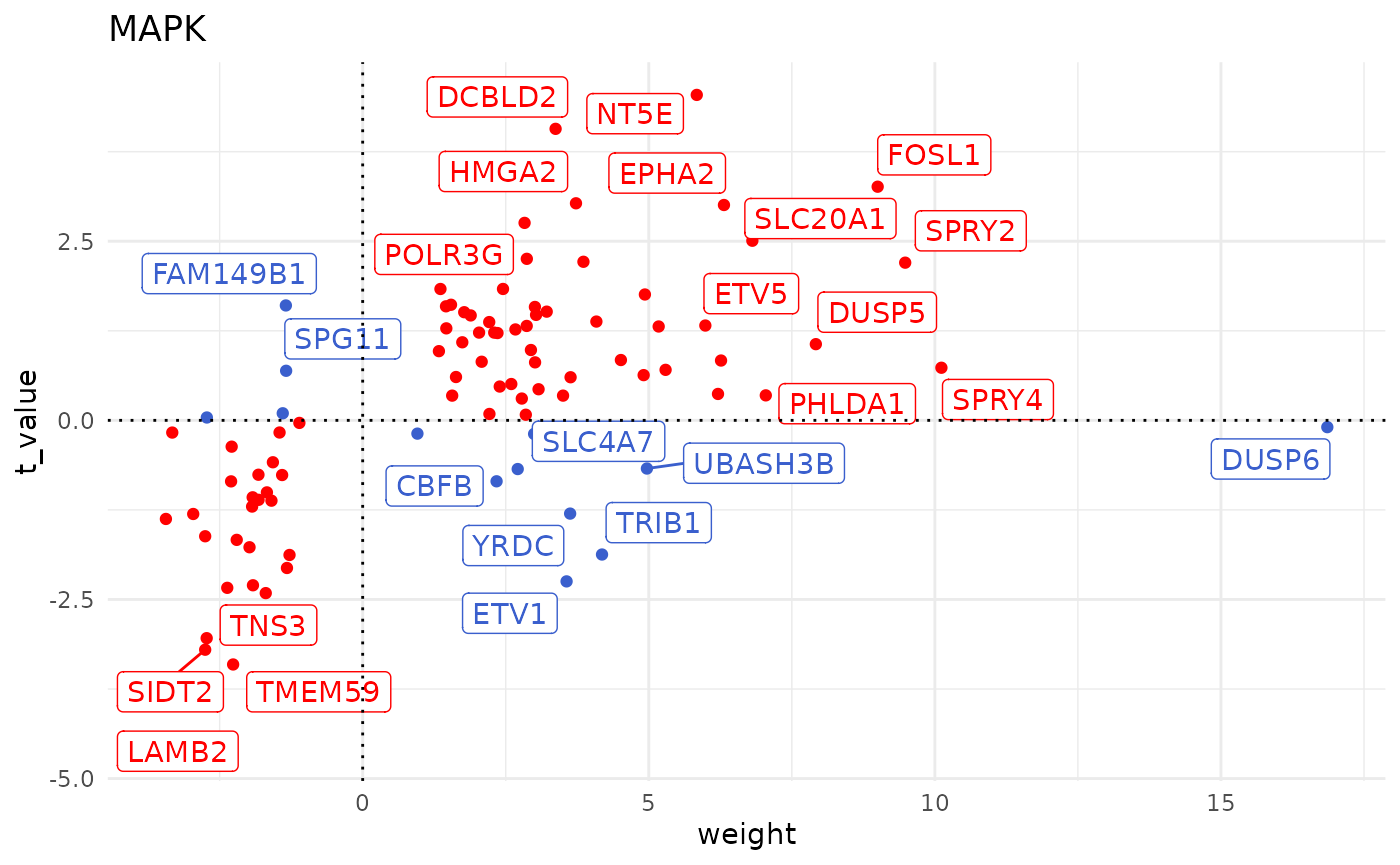 MAPK
DCBLD2
NT5E
FOSL1
HMGA2
EPHA2
SLC20A1
SPRY2
2.5
POLR3G
FAM149B1
ETV5
DUSP5
SPG11
t_value
PHLDA1
SPRY4
0.0
SLC4A7
UBASH3B
DUSP6
CBFB
TRIB1
YRDC
-2.5
ETV1
TNS3
SIDT2
TMEM59
LAMB2
-5.0
0
5
10
15
weight